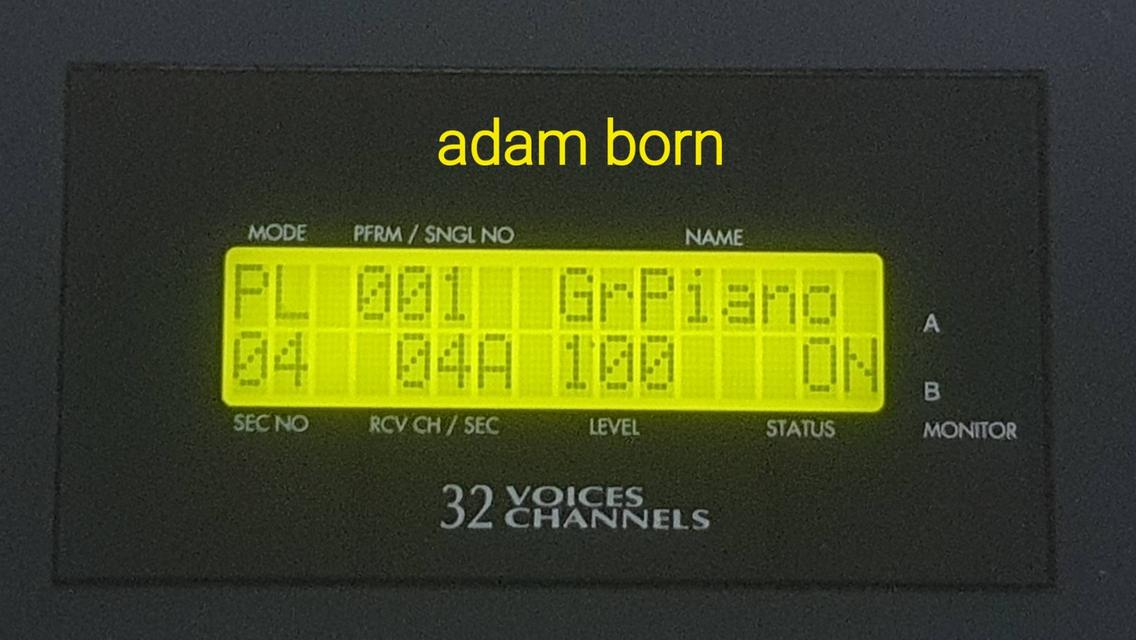 adam born
MODE PFRM / SNGL NO NAME
PL 001 GrPiano
A
04 04A 100 ON
B
SEC NO RCV CH / SEC LEVEL STATUS MONITOR
32 VOICES
CHANNELS